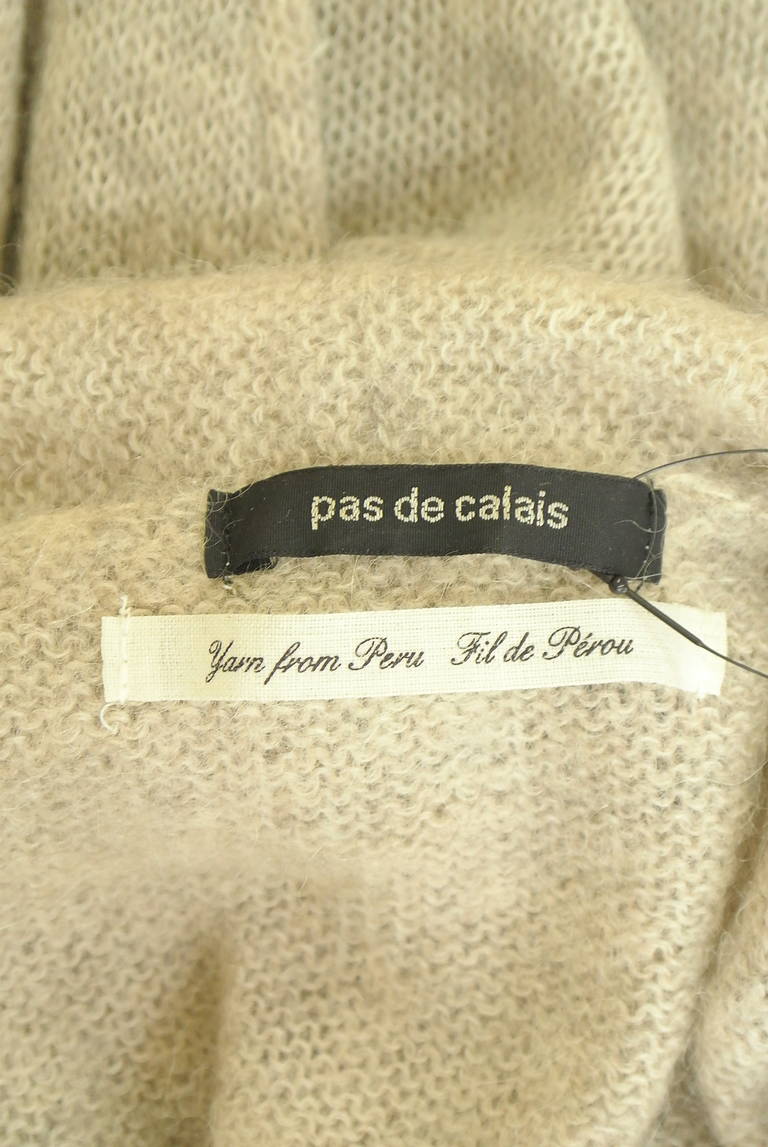 pas de calais
Yarn from Peru Fil de Pérou